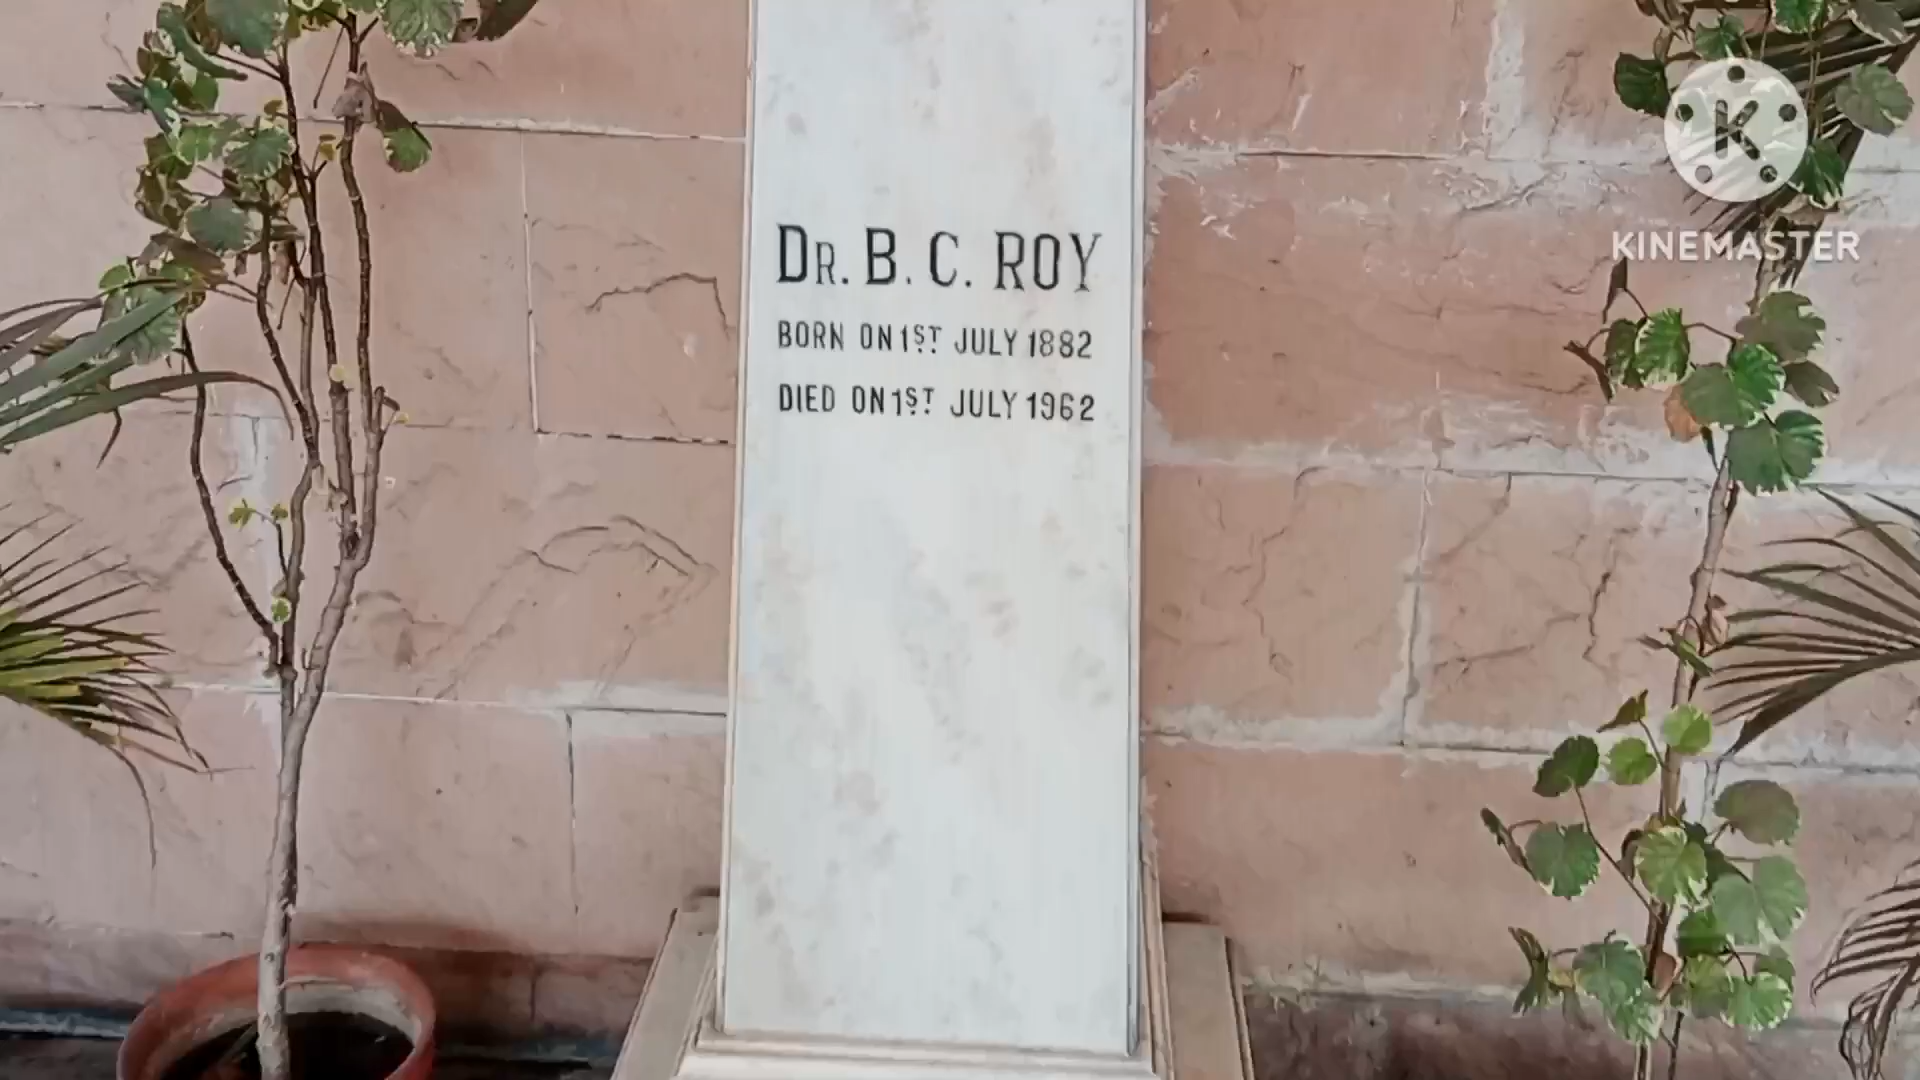 DR. B. C. ROY
BORN ON 1ST JULY 1882
DIED ON 1ST JULY 1962
K
KINEMASTER